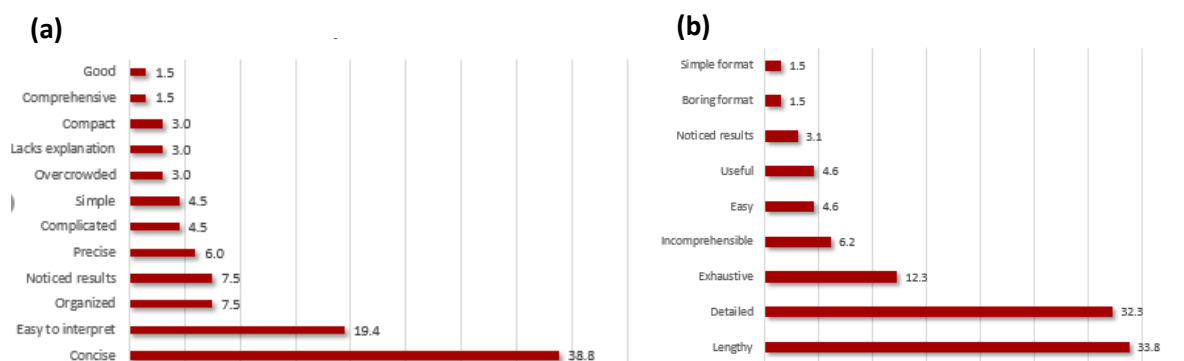 (a)
Good 1.5
Comprehensive 1.5
Compact 3.0
Lacks explanation 3.0
Overcrowded 3.0
Simple 4.5
Complicated 4.5
Precise 6.0
Noticed results 7.5
Organized 7.5
Easy to interpret 19.4
Concise 38.8
(b)
Simple format 1.5
Boring format 1.5
Noticed results 3.1
Useful 4.6
Easy 4.6
Incomprehensible 6.2
Exhaustive 12.3
Detailed 32.3
Lengthy 33.8